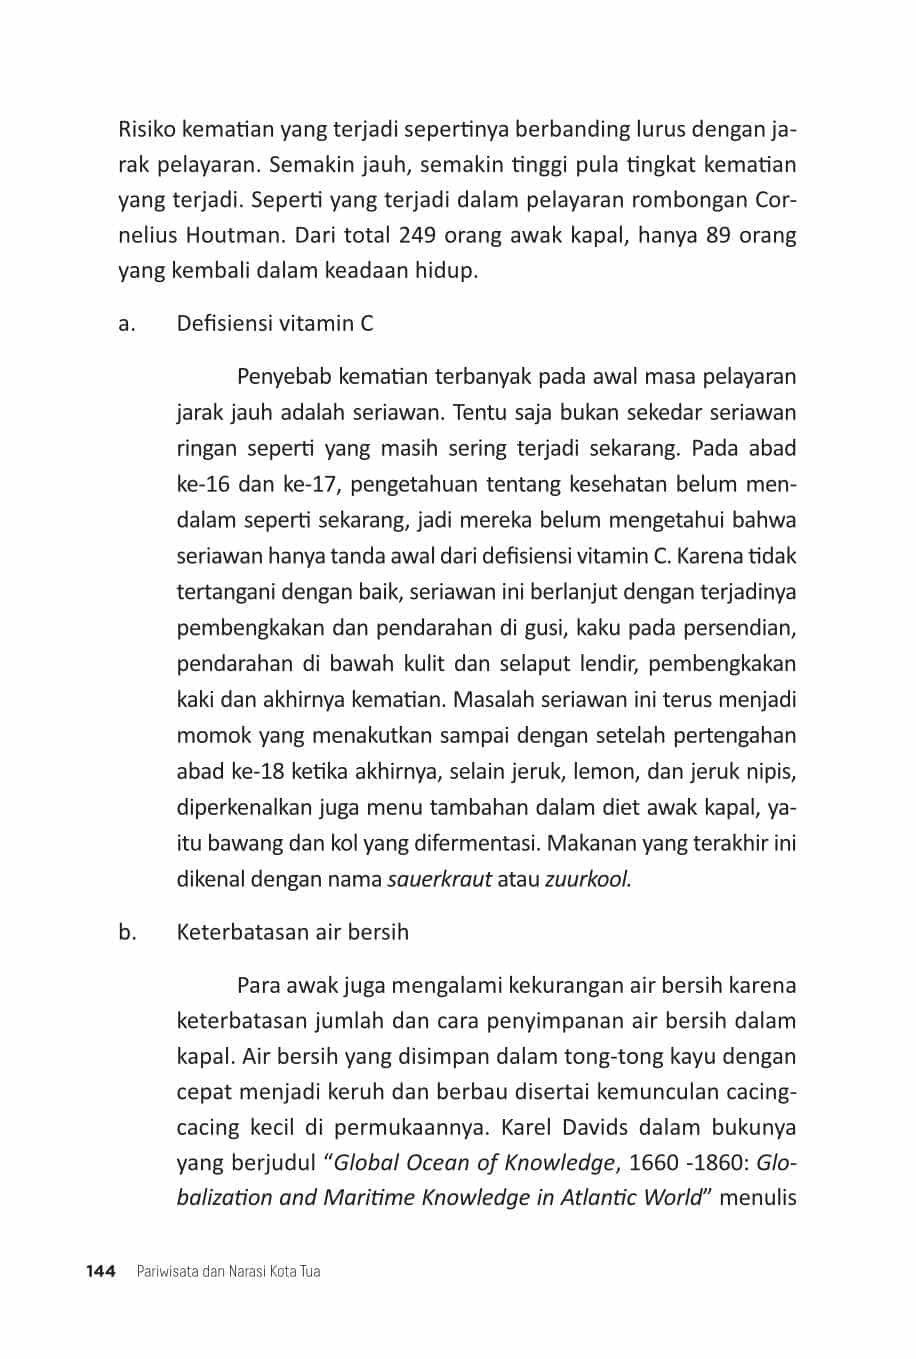 Risiko kematian yang terjadi sepertinya berbanding lurus dengan ja-
rak pelayaran. Semakin jauh, semakin tinggi pula tingkat kematian
yang terjadi. Seperti yang terjadi dalam pelayaran rombongan Cor-
nelius Houtman. Dari total 249 orang awak kapal, hanya 89 orang
yang kembali dalam keadaan hidup.
a. Defisiensi vitamin C
Penyebab kematian terbanyak pada awal masa pelayaran
jarak jauh adalah seriawan. Tentu saja bukan sekedar seriawan
ringan seperti yang masih sering terjadi sekarang. Pada abad
ke-16 dan ke-17, pengetahuan tentang kesehatan belum men-
dalam seperti sekarang, jadi mereka belum mengetahui bahwa
seriawan hanya tanda awal dari defisiensi vitamin C. Karena tidak
tertangani dengan baik, seriawan ini berlanjut dengan terjadinya
pembengkakan dan pendarahan di gusi, kaku pada persendian,
pendarahan di bawah kulit dan selaput lendir, pembengkakan
kaki dan akhirnya kematian. Masalah seriawan ini terus menjadi
momok yang menakutkan sampai dengan setelah pertengahan
abad ke-18 ketika akhirnya, selain jeruk, lemon, dan jeruk nipis,
diperkenalkan juga menu tambahan dalam diet awak kapal, ya-
itu bawang dan kol yang difermentasi. Makanan yang terakhir ini
dikenal dengan nama sauerkraut atau zuurkool.
b. Keterbatasan air bersih
Para awak juga mengalami kekurangan air bersih karena
keterbatasan jumlah dan cara penyimpanan air bersih dalam
kapal. Air bersih yang disimpan dalam tong-tong kayu dengan
cepat menjadi keruh dan berbau disertai kemunculan cacing-
cacing kecil di permukaannya. Karel Davids dalam bukunya
yang berjudul “Global Ocean of Knowledge, 1660 -1860: Glo-
balization and Maritime Knowledge in Atlantic World” menulis
144 Pariwisata dan Narasi Kota Tua